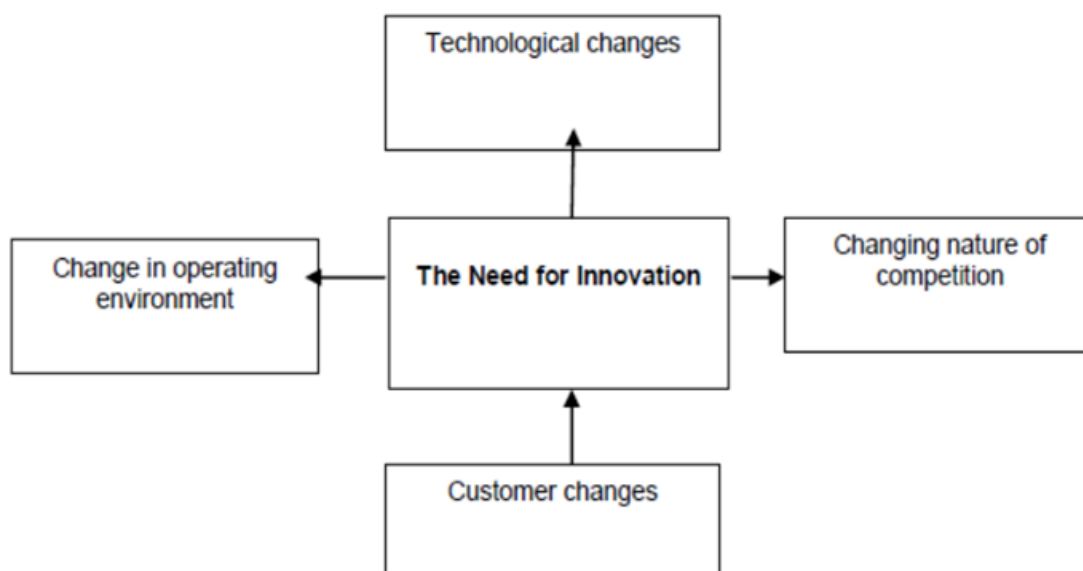 Technological changes
Change in operating
environment
The Need for Innovation
Changing nature of
competition
Customer changes